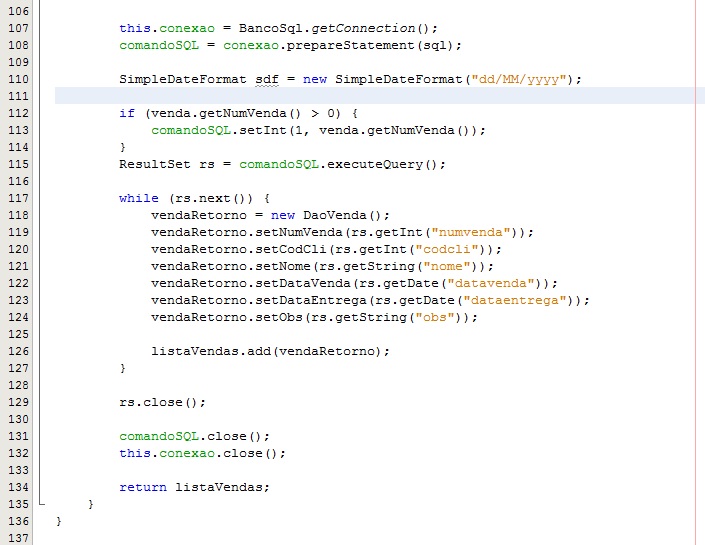 106
107 this.conexao = BancoSql.getConnection();
108 comandoSQL = conexao.prepareStatement(sql);
109
110 SimpleDateFormat sdf = new SimpleDateFormat("dd/MM/yyyy");
111
112 if (venda.getNumVenda() > 0) {
113 comandoSQL.setInt(1, venda.getNumVenda());
114 }
115 ResultSet rs = comandoSQL.executeQuery();
116
117 while (rs.next()) {
118 vendaRetorno = new DaoVenda();
119 vendaRetorno.setNumVenda(rs.getInt("numvenda"));
120 vendaRetorno.setCodCli(rs.getInt("codcli"));
121 vendaRetorno.setNome(rs.getString("nome"));
122 vendaRetorno.setDataVenda(rs.getDate("datavenda"));
123 vendaRetorno.setDataEntrega(rs.getDate("dataentrega"));
124 vendaRetorno.setObs(rs.getString("obs"));
125
126 listaVendas.add(vendaRetorno);
127 }
128
129 rs.close();
130
131 comandoSQL.close();
132 this.conexao.close();
133
134 return listaVendas;
135 }
136 }
137